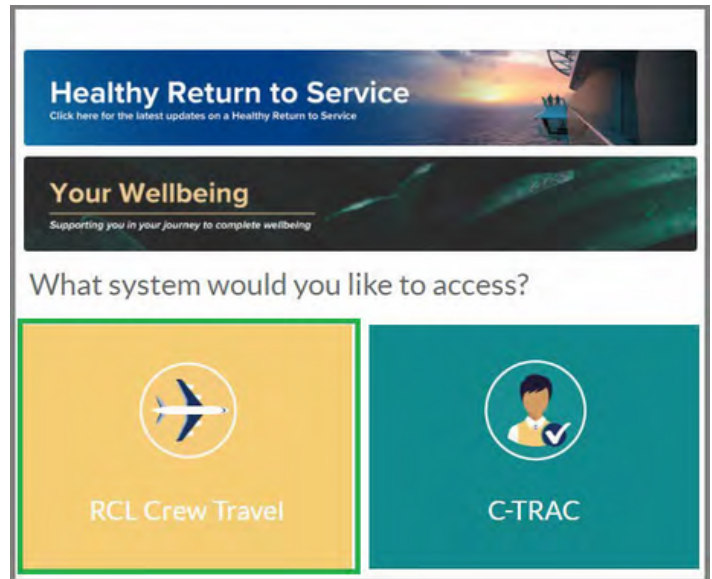 Healthy Return to Service
Click here for the latest updates on a Healthy Return to Service
Your Wellbeing
Supporting you in your journey to complete wellbeing
What system would you like to access?
RCL Crew Travel
C-TRAC